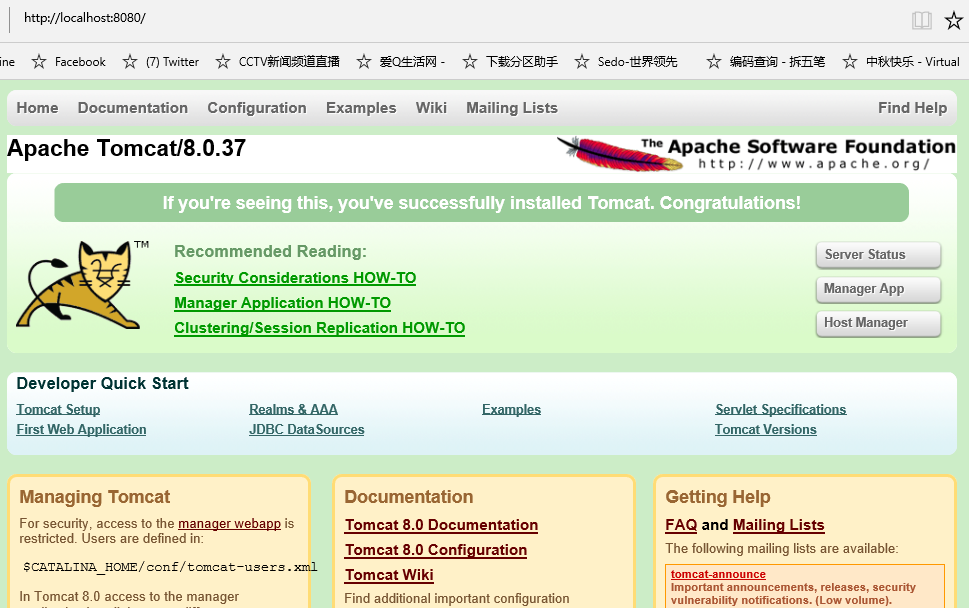 http://localhost:8080/
ine Facebook (7) Twitter CCTV新闻频道直播 爱Q生活网 - 下载分区助手 Sedo-世界领先 编码查询 - 拆五笔 中秋快乐 - Virtual
Home Documentation Configuration Examples Wiki Mailing Lists Find Help
Apache Tomcat/8.0.37
The Apache Software Foundation
http://www.apache.org/
If you're seeing this, you've successfully installed Tomcat. Congratulations!
TM
Recommended Reading:
Security Considerations HOW-TO
Manager Application HOW-TO
Clustering/Session Replication HOW-TO
Server Status
Manager App
Host Manager
Developer Quick Start
Tomcat Setup Realms & AAA Examples Servlet Specifications
First Web Application JDBC DataSources Tomcat Versions
Managing Tomcat
For security, access to the manager webapp is
restricted. Users are defined in:
$CATALINA_HOME/conf/tomcat-users.xml
In Tomcat 8.0 access to the manager
Documentation
Tomcat 8.0 Documentation
Tomcat 8.0 Configuration
Tomcat Wiki
Find additional important configuration
Getting Help
FAQ and Mailing Lists
The following mailing lists are available:
tomcat-announce
Important announcements, releases, security
vulnerability notifications. (Low volume).